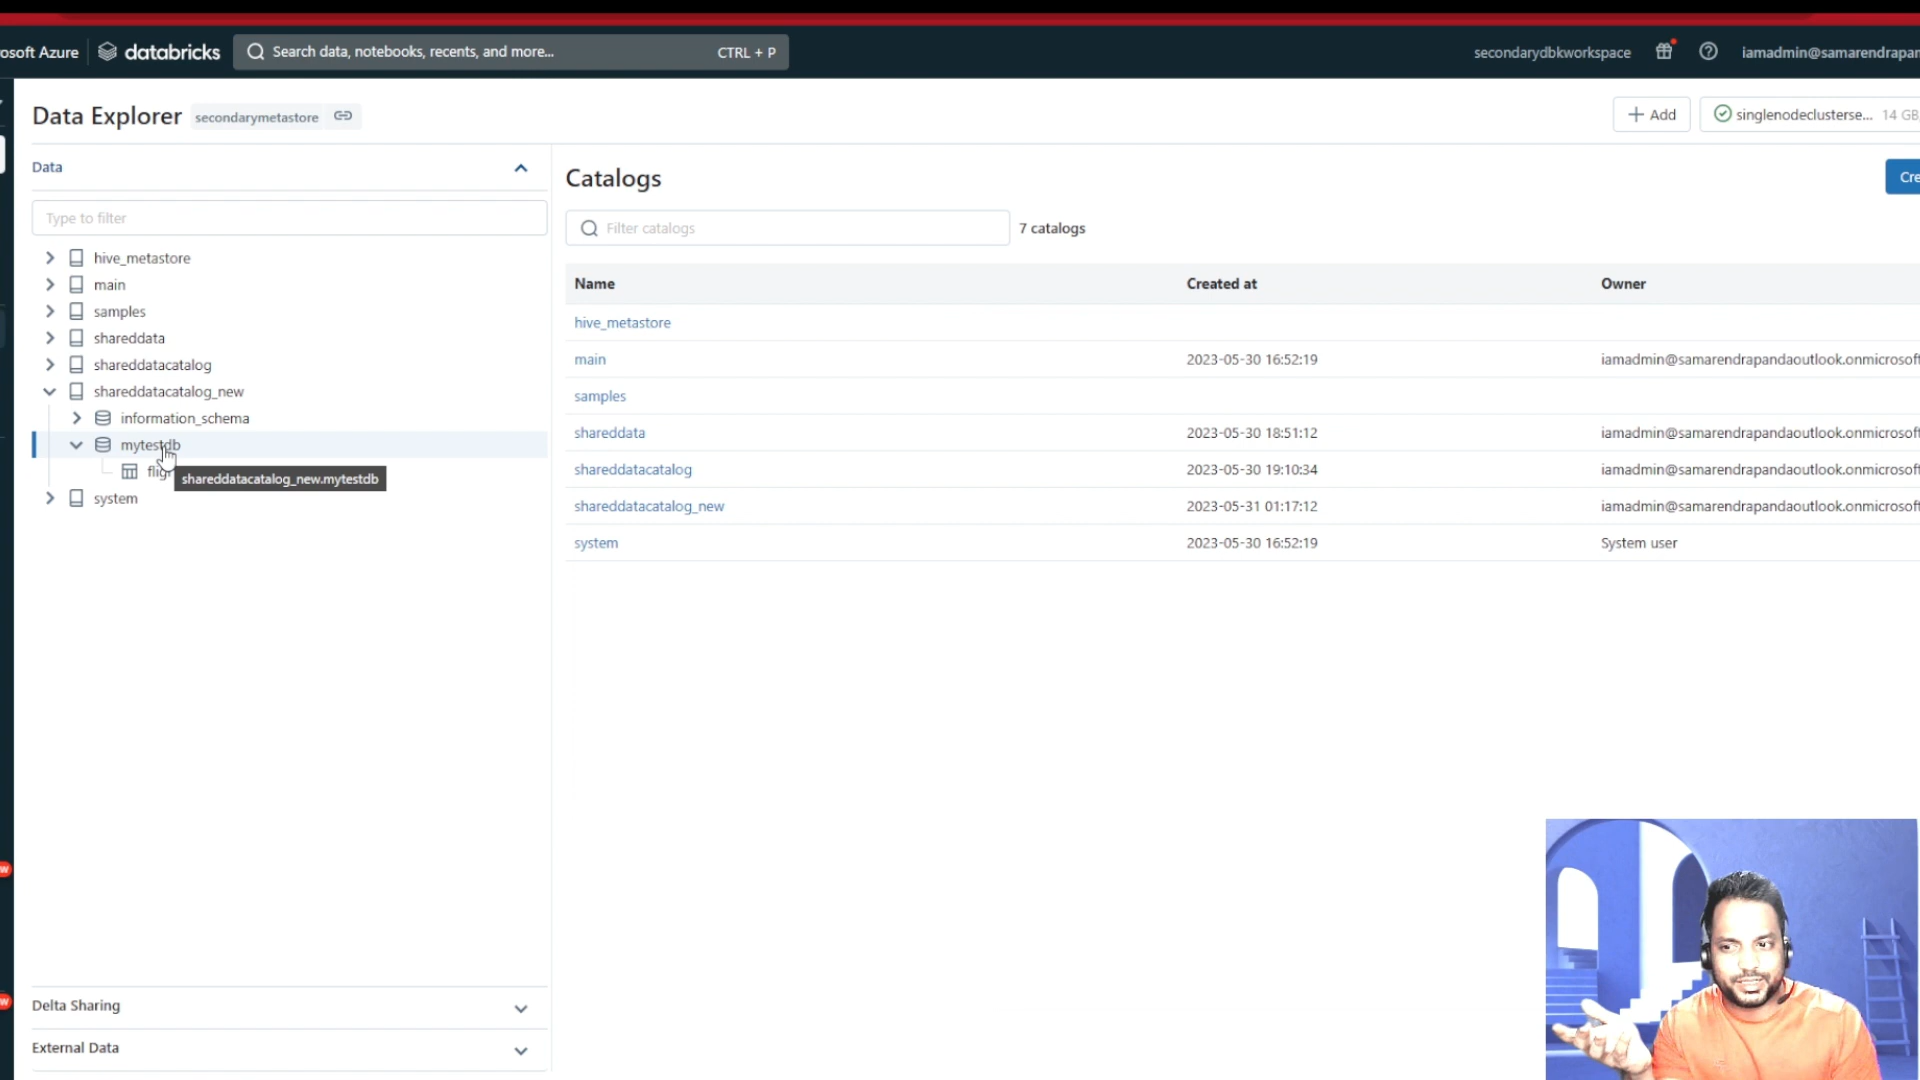 osoft Azure databricks Search data, notebooks, recents, and more... CTRL + P secondarydbkworkspace iamadmin@samarendrapan
Data Explorer secondarymetastore + Add singlenodeclusterse... 14 GB
Data
Type to filter
hive_metastore
main
samples
shareddata
shareddatacatalog
shareddatacatalog_new
information_schema
mytestdb
fligh
shareddatacatalog_new.mytestdb
system
Delta Sharing
External Data
Catalogs Cre
Filter catalogs 7 catalogs
Name Created at Owner
hive_metastore
main 2023-05-30 16:52:19 iamadmin@samarendrapandaoutlook.onmicrosoft
samples
shareddata 2023-05-30 18:51:12 iamadmin@samarendrapandaoutlook.onmicrosoft
shareddatacatalog 2023-05-30 19:10:34 iamadmin@samarendrapandaoutlook.onmicrosoft
shareddatacatalog_new 2023-05-31 01:17:12 iamadmin@samarendrapandaoutlook.onmicrosoft
system 2023-05-30 16:52:19 System user